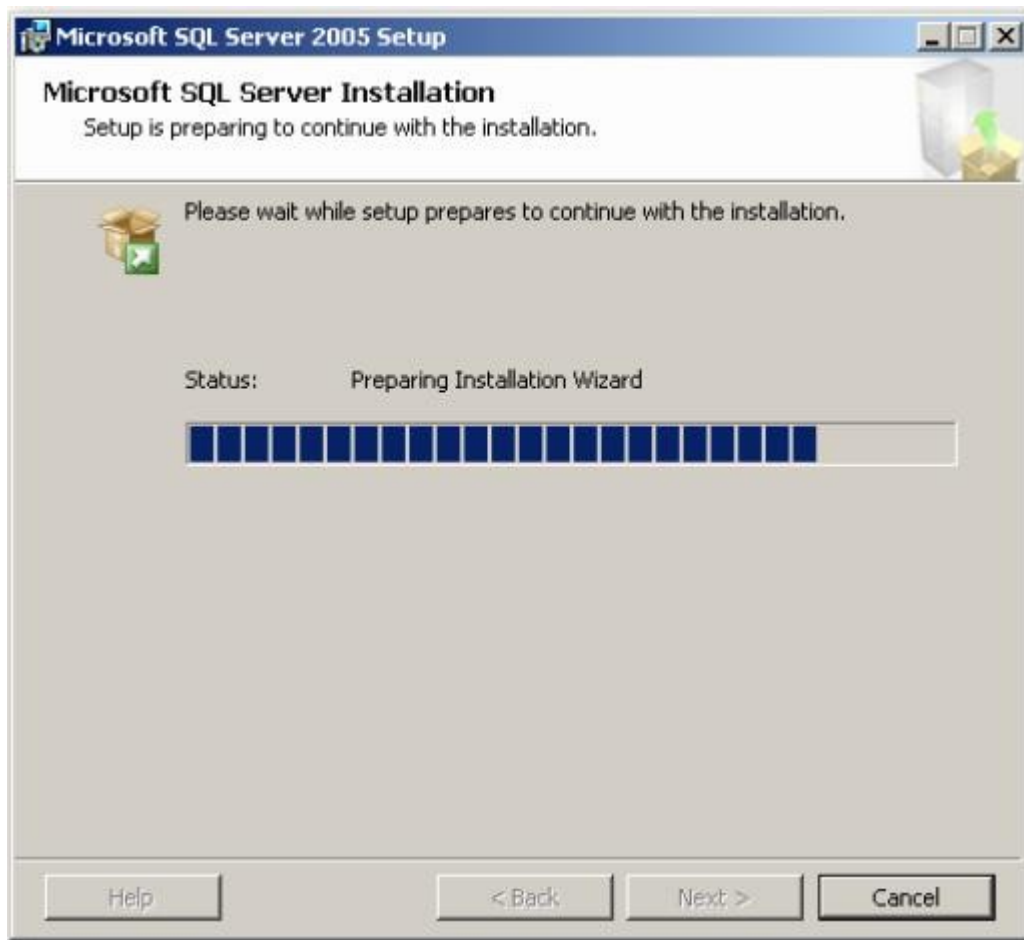 Microsoft SQL Server 2005 Setup
Microsoft SQL Server Installation
Setup is preparing to continue with the installation.
Please wait while setup prepares to continue with the installation.
Status: Preparing Installation Wizard
Help < Back Next > Cancel